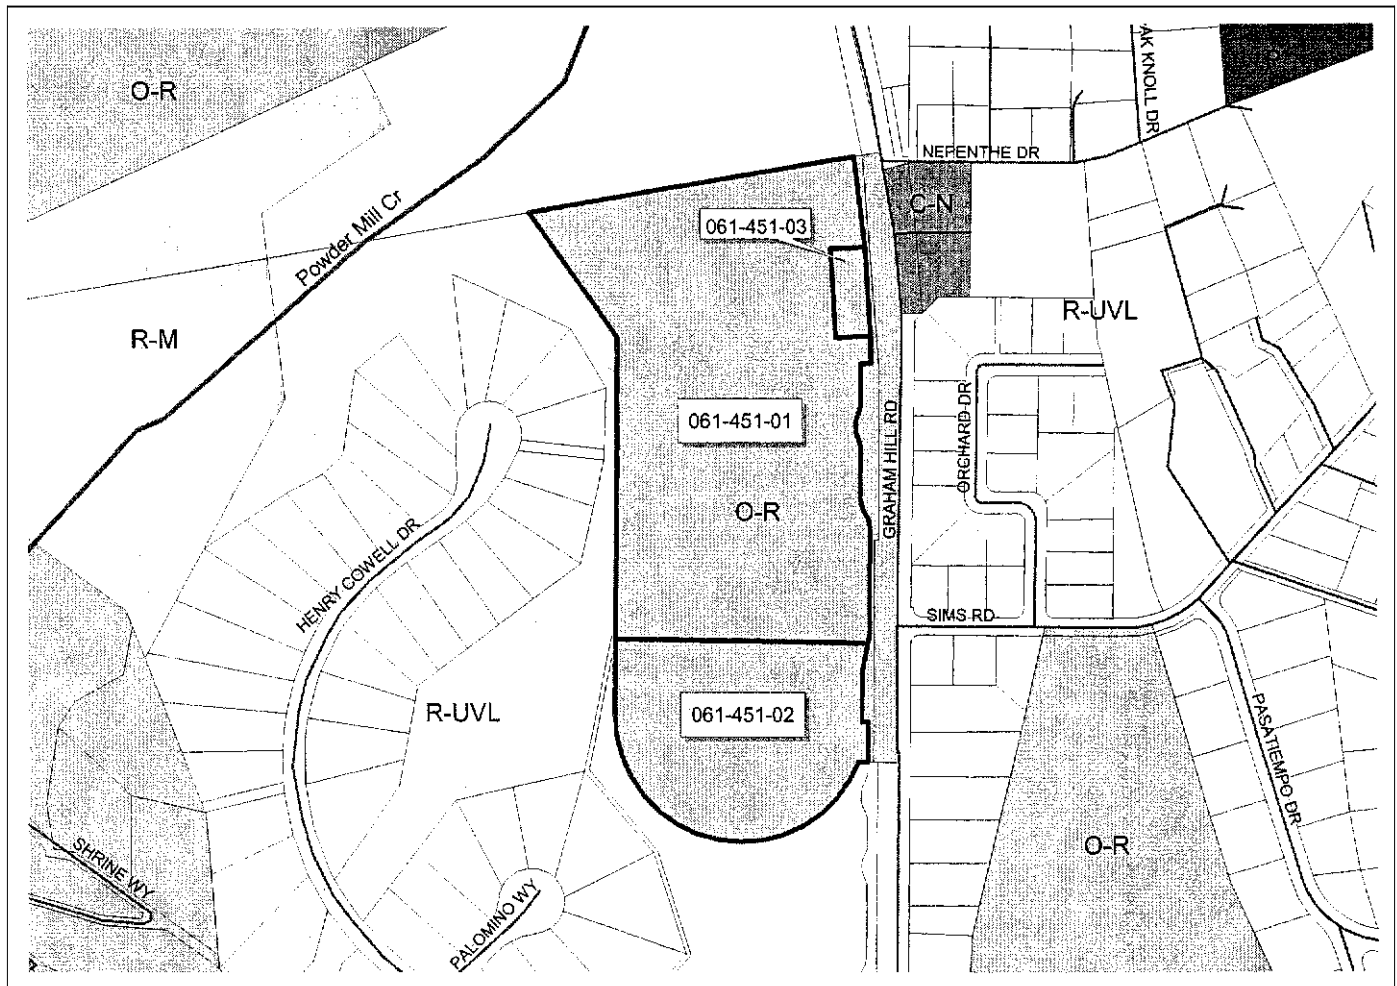 O-R
AK KNOLL DR
NEPENTHE DR
Powder Mill Cr
061-451-03
C-N
R-M
R-UVL
061-451-01
GRAHAM HILL RD
ORCHARD DR
O-R
HENRY COWELL DR
SIMS RD
R-UVL
061-451-02
PASATIEMPO DR
O-R
SHRINE WY
PALOMINO WY